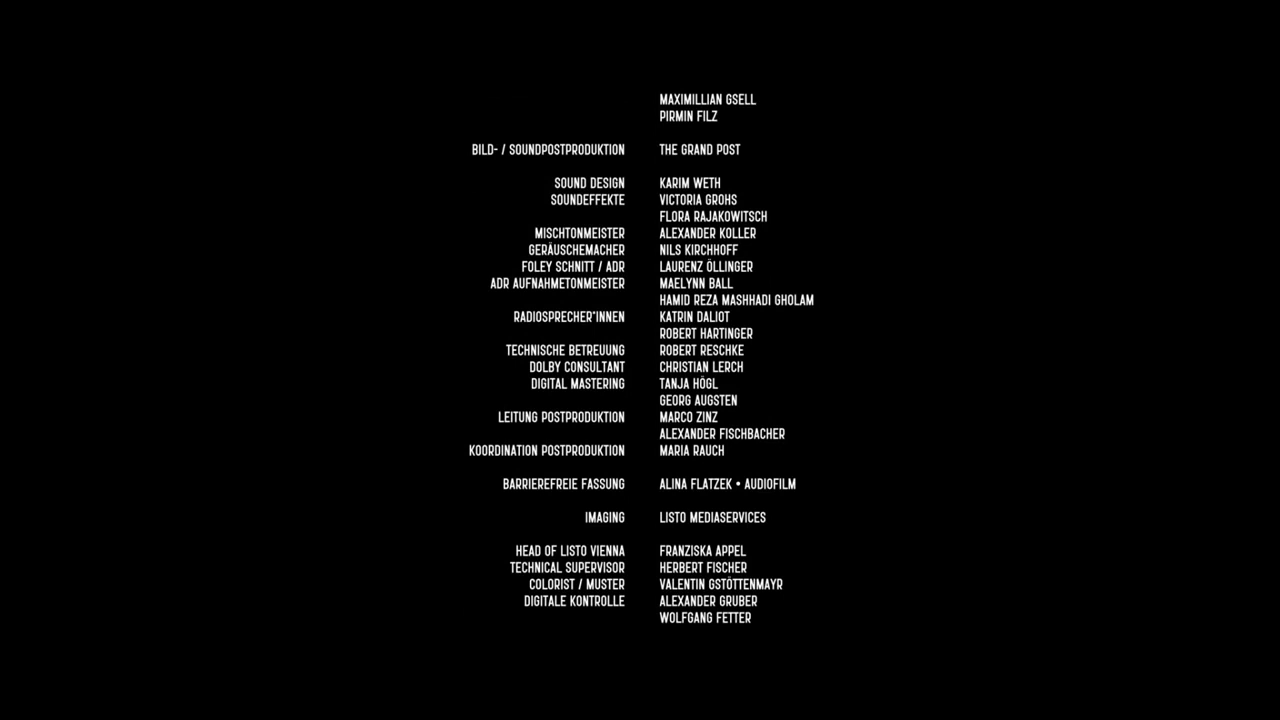 MAXIMILLIAN GSELL
PIRMIN FILZ
BILD- / SOUNDPOSTPRODUKTION THE GRAND POST
SOUND DESIGN KARIM WETH
SOUNDEFFEKTE VICTORIA GROHS
FLORA RAJAKOWITSCH
MISCHTONMEISTER ALEXANDER KOLLER
GERÄUSCHEMACHER NILS KIRCHHOFF
FOLEY SCHNITT / ADR LAURENZ ÖLLINGER
ADR AUFNAHMETONMEISTER MAELYNN BALL
HAMID REZA MASHHADI GHOLAM
RADIOSPRECHER*INNEN KATRIN DALIOT
ROBERT HARTINGER
TECHNISCHE BETREUUNG ROBERT RESCHKE
DOLBY CONSULTANT CHRISTIAN LERCH
DIGITAL MASTERING TANJA HÖGL
GEORG AUGSTEN
LEITUNG POSTPRODUKTION MARCO ZINZ
ALEXANDER FISCHBACHER
KOORDINATION POSTPRODUKTION MARIA RAUCH
BARRIEREFREIE FASSUNG ALINA FLATZEK • AUDIOFILM
IMAGING LISTO MEDIASERVICES
HEAD OF LISTO VIENNA FRANZISKA APPEL
TECHNICAL SUPERVISOR HERBERT FISCHER
COLORIST / MUSTER VALENTIN GSTÖTTENMAYR
DIGITALE KONTROLLE ALEXANDER GRUBER
WOLFGANG FETTER